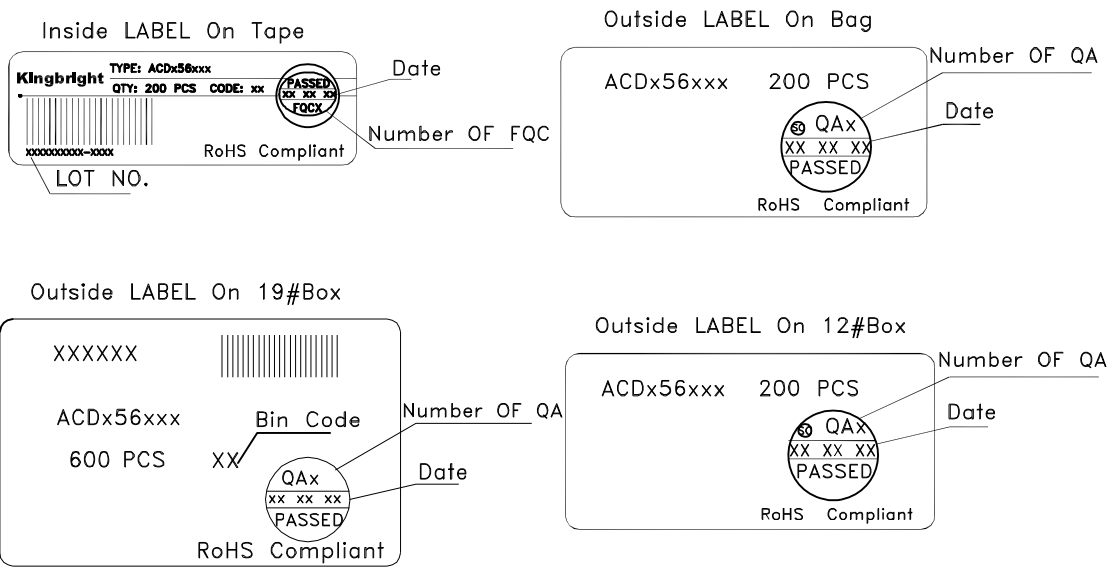 Inside LABEL On Tape
Kingbright
TYPE: ACDx56xxx
QTY: 200 PCS CODE: xx
PASSED
xx xx xx
FQCX
Date
Number OF FQC
xxxxxxxxxx-xxxx
RoHS Compliant
LOT NO.
Outside LABEL On Bag
ACDx56xxx 200 PCS
Number OF QA
Date
SQ QAx
XX XX XX
PASSED
RoHS Compliant
Outside LABEL On 19#Box
XXXXXX
ACDx56xxx
Bin Code
600 PCS XX
Number OF QA
Date
QAx
xx xx xx
PASSED
RoHS Compliant
Outside LABEL On 12#Box
ACDx56xxx 200 PCS
Number OF QA
Date
SQ QAx
XX XX XX
PASSED
RoHS Compliant